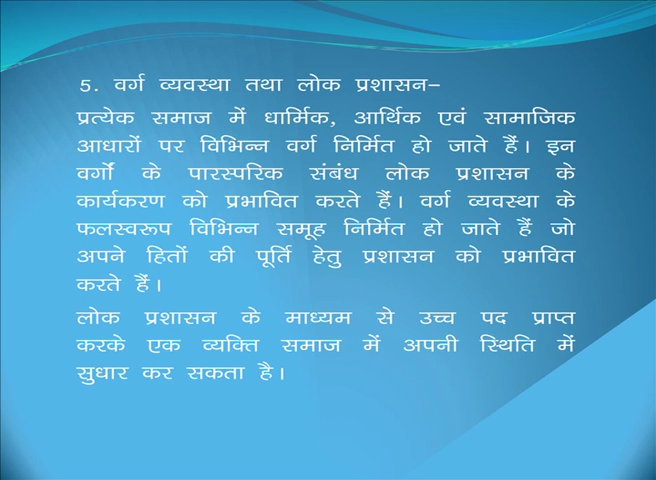 5. वर्ग व्यवस्था तथा लोक प्रशासन–
प्रत्येक समाज में धार्मिक, आर्थिक एवं सामाजिक
आधारों पर विभिन्न वर्ग निर्मित हो जाते हैं। इन
वर्गों के पारस्परिक संबंध लोक प्रशासन के
कार्यकरण को प्रभावित करते हैं। वर्ग व्यवस्था के
फलस्वरूप विभिन्न समूह निर्मित हो जाते हैं जो
अपने हितों की पूर्ति हेतु प्रशासन को प्रभावित
करते हैं।
लोक प्रशासन के माध्यम से उच्च पद प्राप्त
करके एक व्यक्ति समाज में अपनी स्थिति में
सुधार कर सकता है।